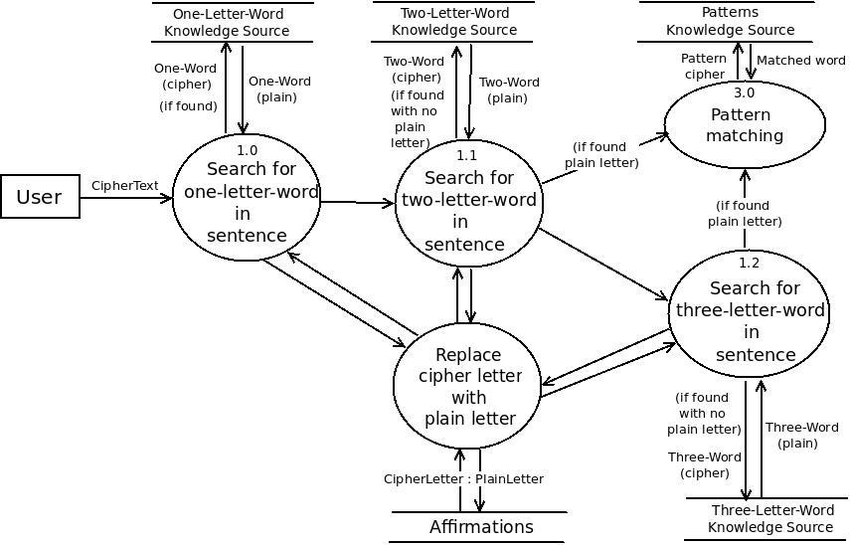 One-Letter-Word
Knowledge Source
Two-Letter-Word
Knowledge Source
Patterns
Knowledge Source
One-Word
(cipher)
(if found)
One-Word
(plain)
Two-Word
(cipher)
(if found
with no
plain
letter)
Two-Word
(plain)
Pattern
cipher
Matched word
3.0
Pattern
matching
(if found
plain letter)
User
CipherText
1.0
Search for
one-letter-word
in
sentence
1.1
Search for
two-letter-word
in
sentence
(if found
plain letter)
1.2
Search for
three-letter-word
in
sentence
Replace
cipher letter
with
plain letter
(if found
with no
plain letter)
Three-Word
(cipher)
Three-Word
(plain)
CipherLetter : PlainLetter
Affirmations
Three-Letter-Word
Knowledge Source